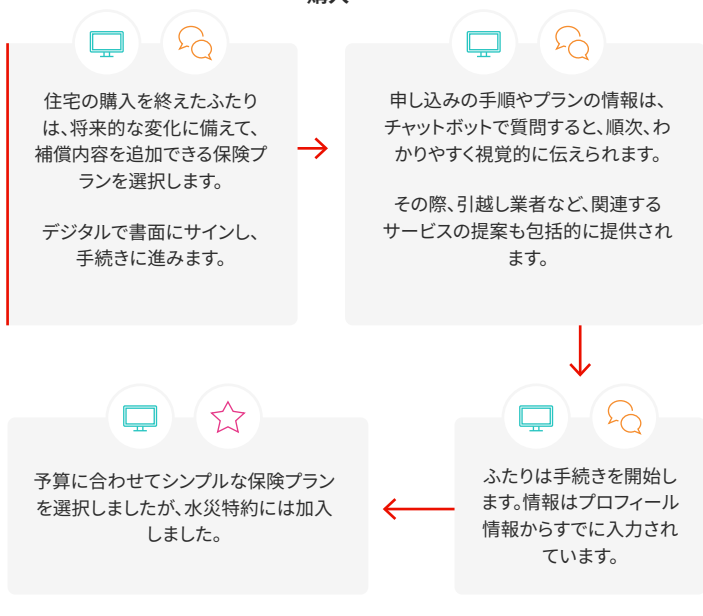 購入
住宅の購入を終えたふたり
は、将来的な変化に備えて、
補償内容を追加できる保険プ
ランを選択します。
デジタルで書面にサインし、
手続きに進みます。
申し込みの手順やプランの情報は、
チャットボットで質問すると、順次、わ
かりやすく視覚的に伝えられます。
その際、引越し業者など、関連する
サービスの提案も包括的に提供され
ます。
ふたりは手続きを開始し
ます。情報はプロフィール
情報からすでに入力され
ています。
予算に合わせてシンプルな保険プラン
を選択しましたが、水災特約には加入
しました。